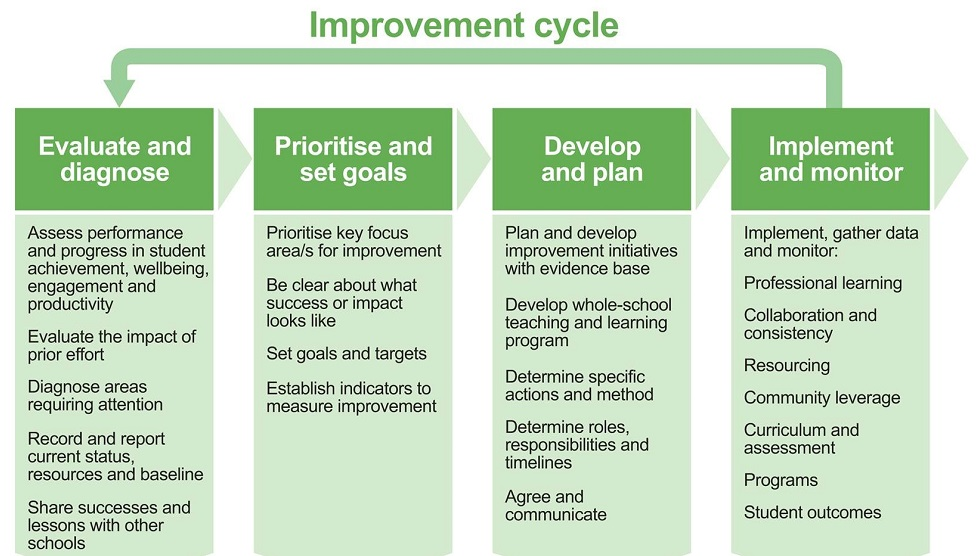 Improvement cycle
Evaluate and
diagnose
Assess performance
and progress in student
achievement, wellbeing,
engagement and
productivity
Evaluate the impact of
prior effort
Diagnose areas
requiring attention
Record and report
current status,
resources and baseline
Share successes and
lessons with other
schools
Prioritise and
set goals
Prioritise key focus
area/s for improvement
Be clear about what
success or impact
looks like
Set goals and targets
Establish indicators to
measure improvement
Develop
and plan
Plan and develop
improvement initiatives
with evidence base
Develop whole-school
teaching and learning
program
Determine specific
actions and method
Determine roles,
responsibilities and
timelines
Agree and
communicate
Implement
and monitor
Implement, gather data
and monitor:
Professional learning
Collaboration and
consistency
Resourcing
Community leverage
Curriculum and
assessment
Programs
Student outcomes